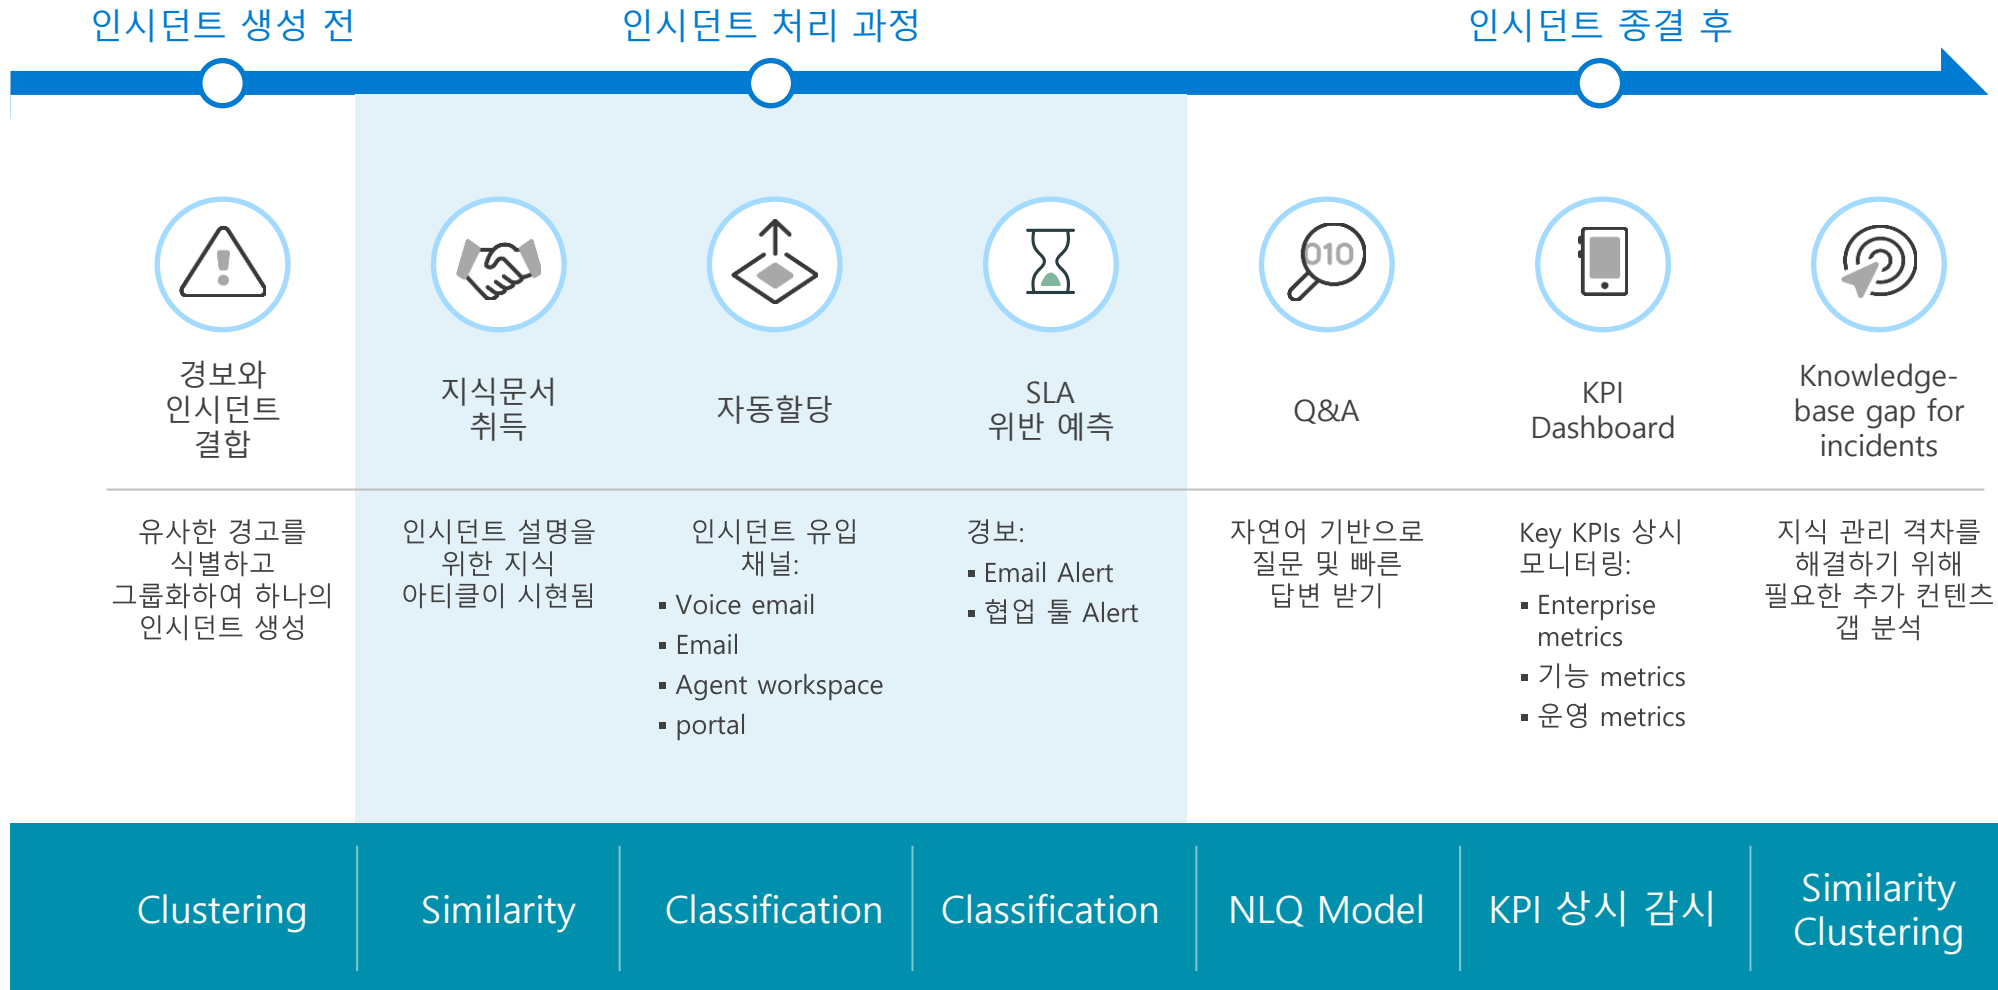 인시던트 생성 전
인시던트 처리 과정
인시던트 종결 후
010
경보와
인시던트
결합
지식문서
취득
자동할당
SLA
위반 예측
Q&A
KPI
Dashboard
Knowledge-
base gap for
incidents
유사한 경고를
식별하고
그룹화하여 하나의
인시던트 생성
인시던트 설명을
위한 지식
아티클이 시현됨
인시던트 유입
채널:
▪ Voice email
▪ Email
▪ Agent workspace
▪ portal
경보:
▪ Email Alert
▪ 협업 툴 Alert
자연어 기반으로
질문 및 빠른
답변 받기
Key KPIs 상시
모니터링:
▪ Enterprise
metrics
▪ 기능 metrics
▪ 운영 metrics
지식 관리 격차를
해결하기 위해
필요한 추가 컨텐츠
갭 분석
Clustering
Similarity
Classification
Classification
NLQ Model
KPI 상시 감시
Similarity
Clustering